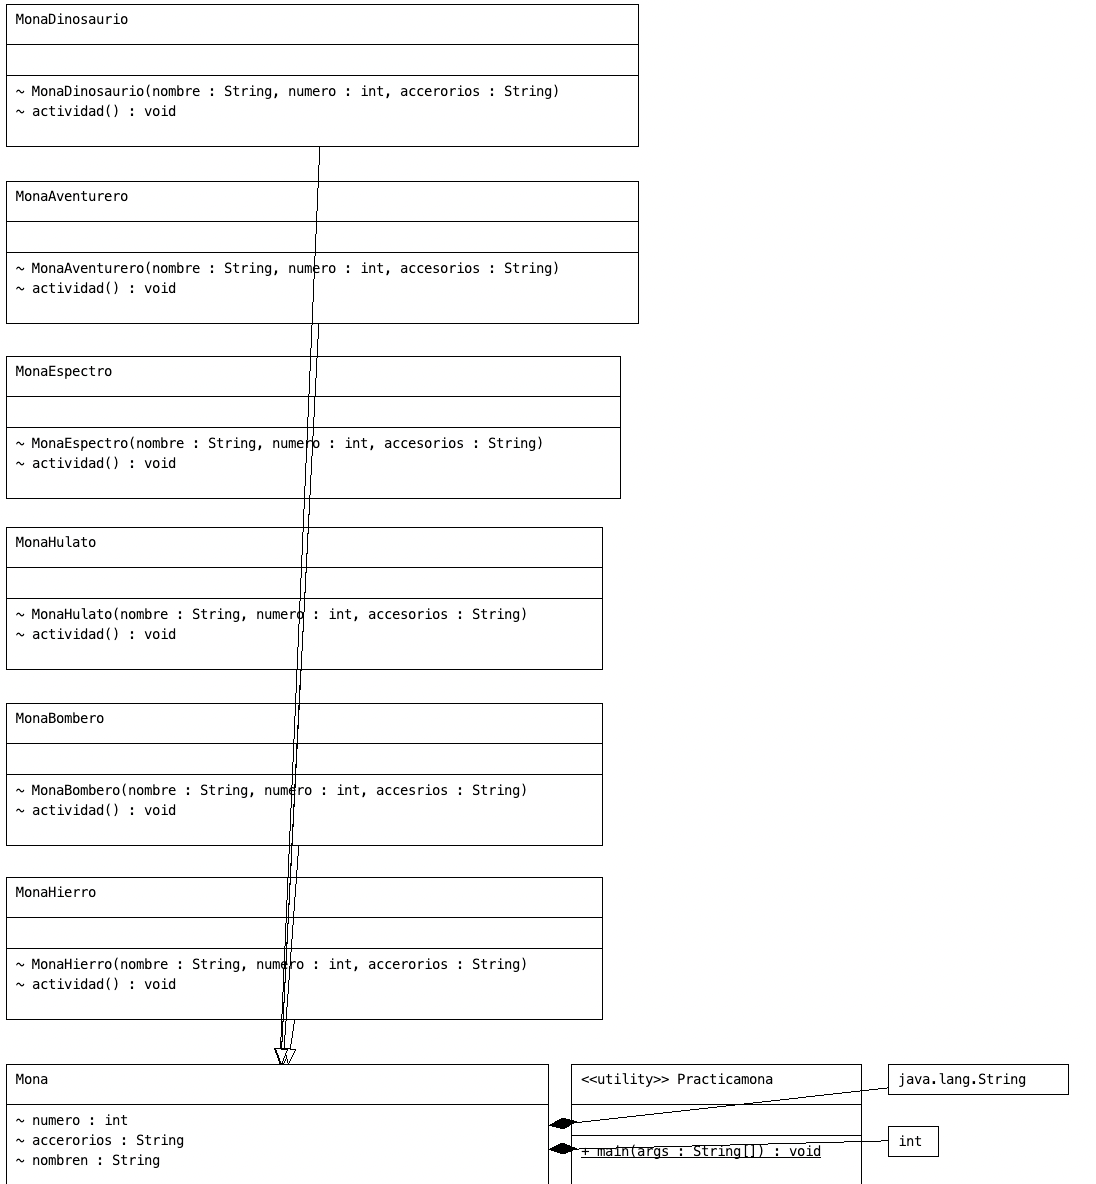 MonaDinosaurio
~ MonaDinosaurio(nombre : String, numero : int, accerorios : String)
~ actividad() : void
MonaAventurero
~ MonaAventurero(nombre : String, numero : int, accesorios : String)
~ actividad() : void
MonaEspectro
~ MonaEspectro(nombre : String, numero : int, accesorios : String)
~ actividad() : void
MonaHulato
~ MonaHulato(nombre : String, numero : int, accesorios : String)
~ actividad() : void
MonaBombero
~ MonaBombero(nombre : String, numero : int, accesrios : String)
~ actividad() : void
MonaHierro
~ MonaHierro(nombre : String, numero : int, accerorios : String)
~ actividad() : void
Mona
~ numero : int
~ accerorios : String
~ nombren : String
<<utility>> Practicamona
+ main(args : String[]) : void
java.lang.String
int